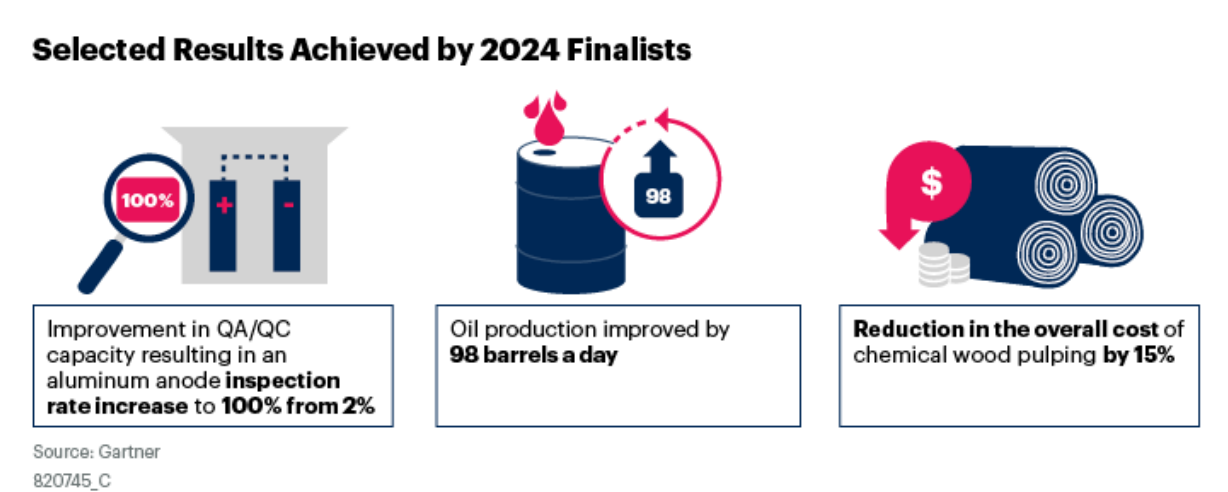 Selected Results Achieved by 2024 Finalists
100%
+
-
98
$
Improvement in QA/QC
capacity resulting in an
aluminum anode inspection
rate increase to 100% from 2%
Oil production improved by
98 barrels a day
Reduction in the overall cost of
chemical wood pulping by 15%
Source: Gartner
820745_C